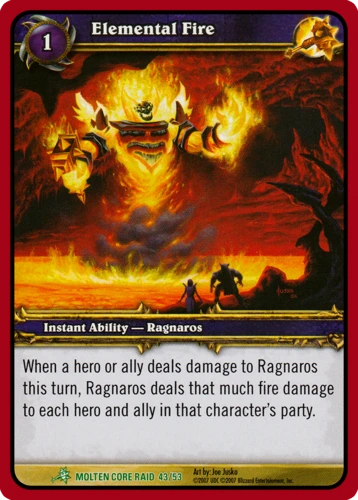 1
Elemental Fire
Instant Ability — Ragnaros
When a hero or ally deals damage to Ragnaros
this turn, Ragnaros deals that much fire damage
to each hero and ally in that character's party.
MOLTEN CORE RAID 43/53
Art by: Joe Jusko
©2007 UDC ©2007 Blizzard Entertainment, Inc.